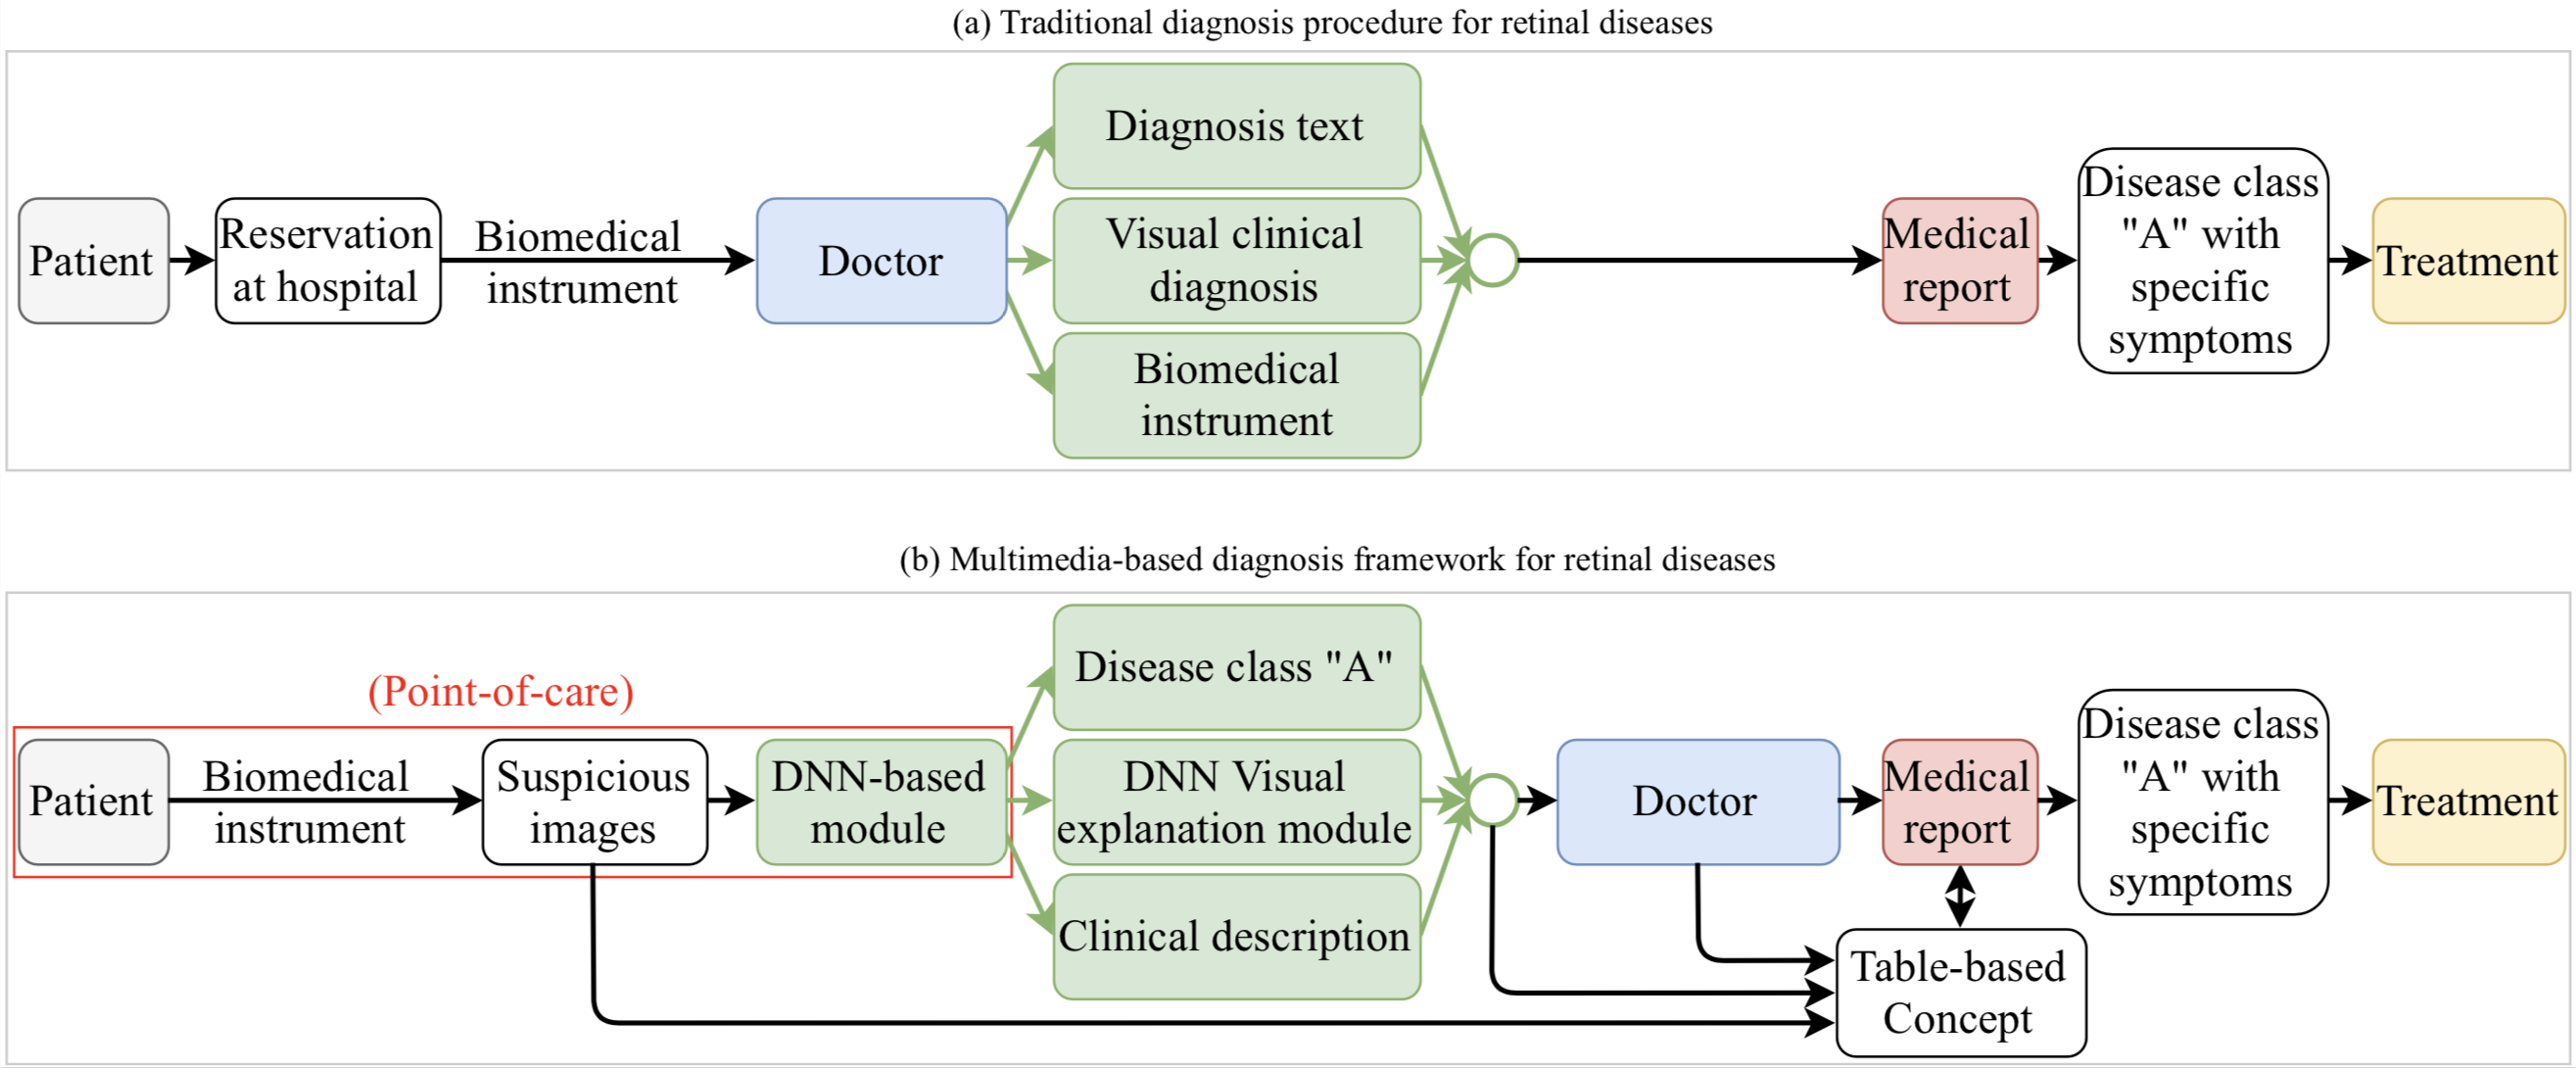 (a) Traditional diagnosis procedure for retinal diseases
Patient
Reservation
at hospital
Biomedical
instrument
Doctor
Diagnosis text
Visual clinical
diagnosis
Biomedical
instrument
Medical
report
Disease class
"A" with
specific
symptoms
Treatment
(b) Multimedia-based diagnosis framework for retinal diseases
(Point-of-care)
Patient
Biomedical
instrument
Suspicious
images
DNN-based
module
Disease class "A"
DNN Visual
explanation module
Clinical description
Doctor
Medical
report
Disease class
"A" with
specific
symptoms
Treatment
Table-based
Concept